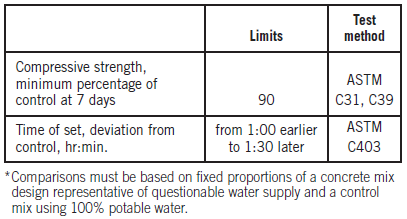 Limits
Test
method
Compressive strength,
minimum percentage of
control at 7 days
90
ASTM
C31, C39
Time of set, deviation from
control, hr:min.
from 1:00 earlier
to 1:30 later
ASTM
C403
*Comparisons must be based on fixed proportions of a concrete mix
design representative of questionable water supply and a control
mix using 100% potable water.